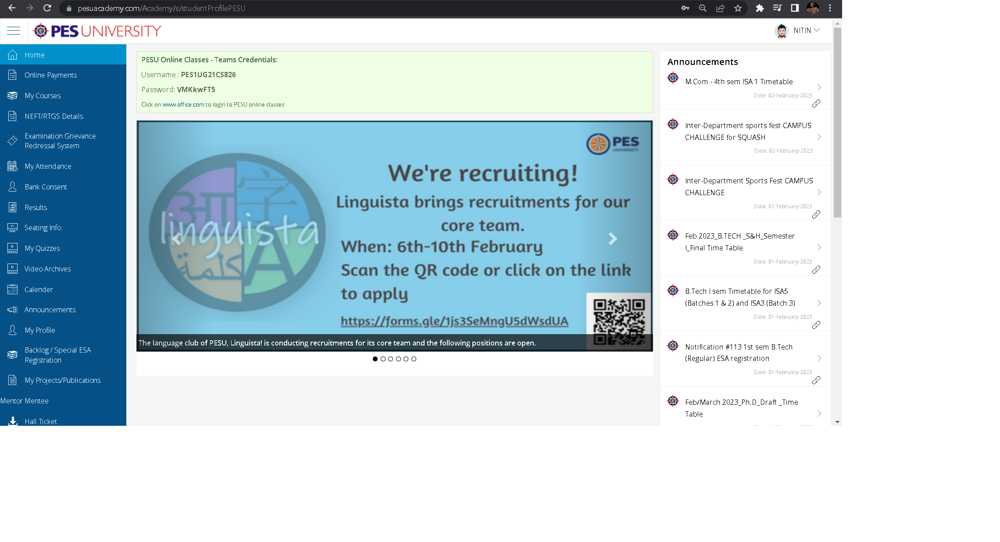 pesuacademy.com/Academy/s/studentProfilePESU
PES UNIVERSITY
NITIN
Home
Online Payments
My Courses
NEFT/RTGS Details
Examination Grievance
Redressal System
My Attendance
Bank Consent
Results
Seating Info
My Quizzes
Video Archives
Calender
Announcements
My Profile
Backlog / Special ESA
Registration
My Projects/Publications
Mentor Mentee
Hall Ticket
PESU Online Classes - Teams Credentials:
Username : PES1UG21CS826
Password: VMKkwFT5
Click on www.office.com to login to PESU online classes
PES
UNIVERSITY
आ
字
linguista
كلمة
A
We're recruiting!
Linguista brings recruitments for our
core team.
When: 6th-10th February
Scan the QR code or click on the link
to apply
https://forms.gle/1js3SeMngU5dWsdUA
The language club of PESU, Linguista! is conducting recruitments for its core team and the following positions are open.
Announcements
M.Com - 4th sem ISA 1 Timetable
Date: 02-February-2023
Inter-Department sports fest CAMPUS
CHALLENGE for SQUASH
Date: 02-February-2023
Inter-Department Sports Fest CAMPUS
CHALLENGE
Date: 01-February-2023
Feb 2023_B.TECH _S&H_Semester
I_Final Time Table
Date: 01-February-2023
B.Tech I sem Timetable for ISA5
(Batches 1 & 2) and ISA3 (Batch 3)
Date: 01-February-2023
Notification #113 1st sem B.Tech
(Regular) ESA registration
Date: 01-February-2023
Feb/March 2023_Ph.D_Draft _Time
Table